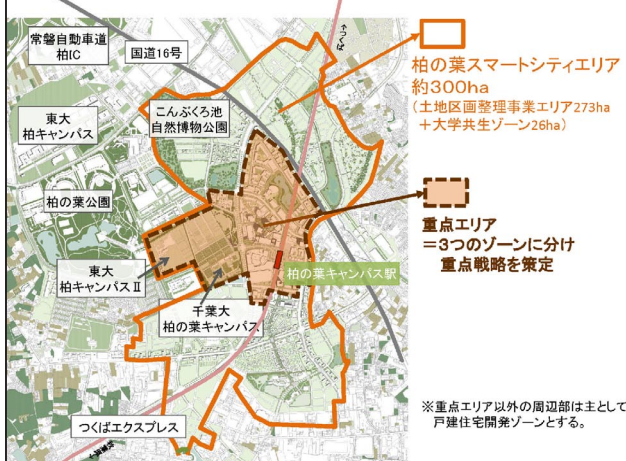 常磐自動車道
柏IC
国道16号
↑つくば
東大
柏キャンパス
こんぶくろ池
自然博物公園
柏の葉公園
東大
柏キャンパスⅡ
千葉大
柏の葉キャンパス
柏の葉キャンパス駅
つくばエクスプレス
柏の葉スマートシティエリア
約300ha
(土地区画整理事業エリア273ha
+大学共生ゾーン26ha)
重点エリア
=3つのゾーンに分け
重点戦略を策定
※重点エリア以外の周辺部は主として
戸建住宅開発ゾーンとする。